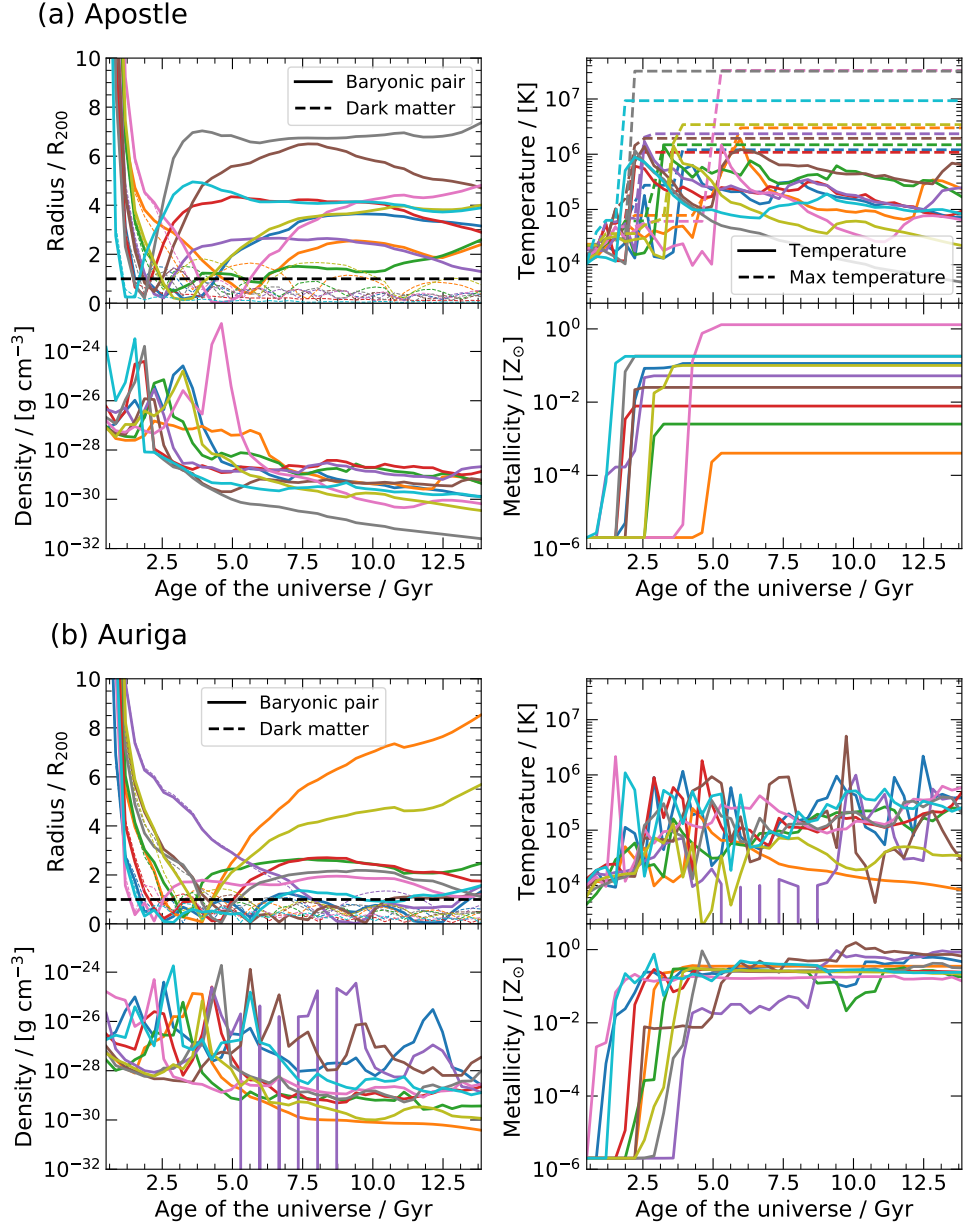 (a) Apostle
10
8
6
4
2
0
Radius / R200
Baryonic pair
Dark matter
10^7
10^6
10^5
10^4
Temperature / [K]
Temperature
Max temperature
10^−24
10^−26
10^−28
10^−30
10^−32
Density / [g cm^−3]
2.5 5.0 7.5 10.0 12.5
Age of the universe / Gyr
10^0
10^−2
10^−4
10^−6
Metallicity / [Z⊙]
2.5 5.0 7.5 10.0 12.5
Age of the universe / Gyr
(b) Auriga
10
8
6
4
2
0
Radius / R200
Baryonic pair
Dark matter
10^7
10^6
10^5
10^4
Temperature / [K]
10^−24
10^−26
10^−28
10^−30
10^−32
Density / [g cm^−3]
2.5 5.0 7.5 10.0 12.5
Age of the universe / Gyr
10^0
10^−2
10^−4
10^−6
Metallicity / [Z⊙]
2.5 5.0 7.5 10.0 12.5
Age of the universe / Gyr